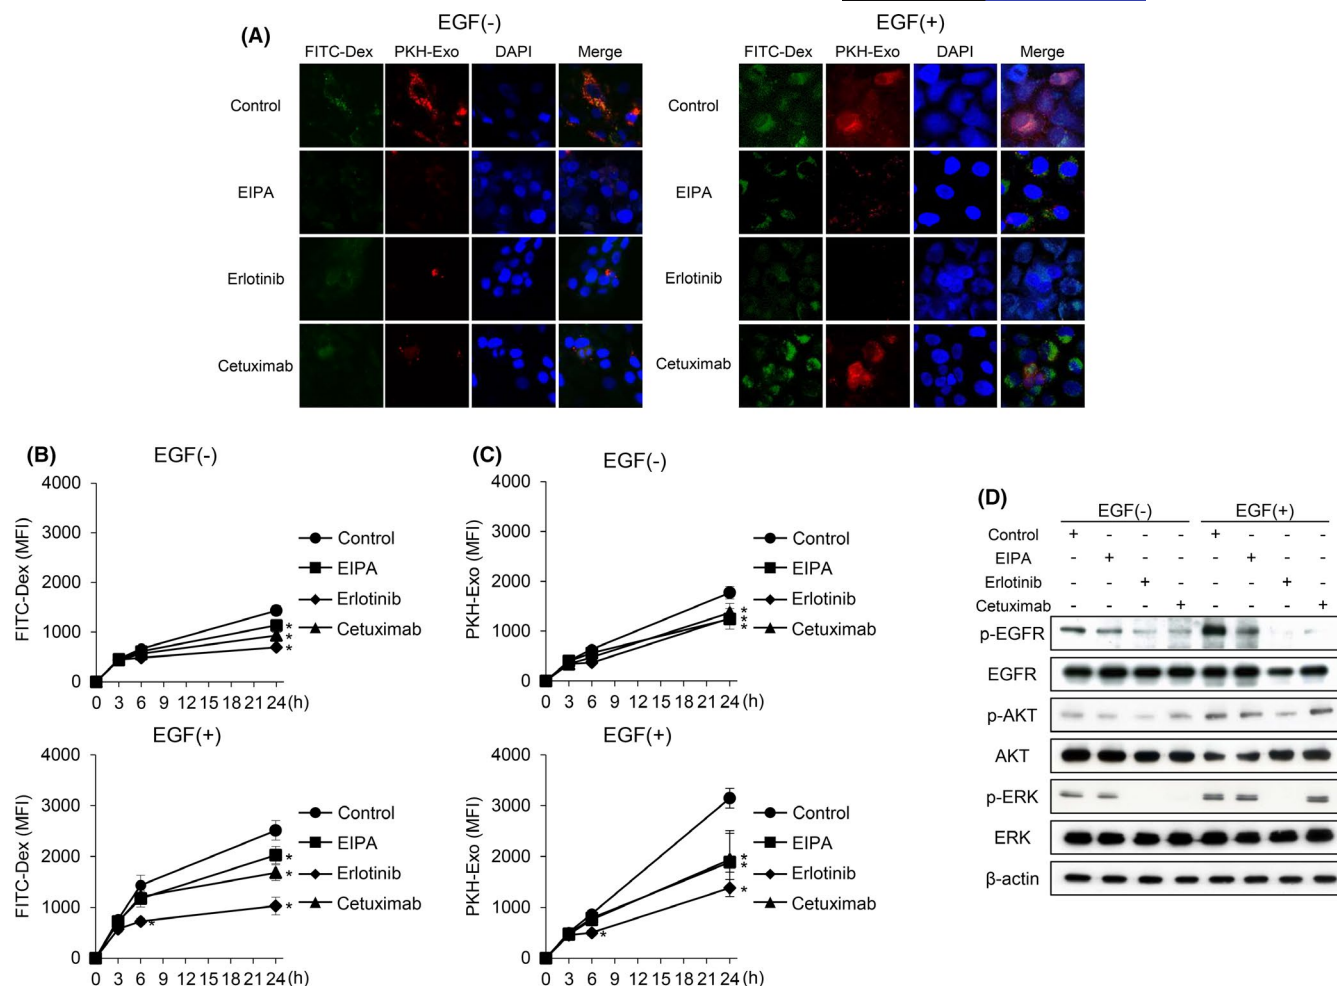 (A)
EGF(-)
EGF(+)
FITC-Dex PKH-Exo DAPI Merge
FITC-Dex PKH-Exo DAPI Merge
Control
EIPA
Erlotinib
Cetuximab
Control
EIPA
Erlotinib
Cetuximab
(B)
EGF(-)
FITC-Dex (MFI)
4000
3000
2000
1000
0
0 3 6 9 12 15 18 21 24 (h)
Control
EIPA
Erlotinib
Cetuximab
*
*
*
EGF(+)
FITC-Dex (MFI)
4000
3000
2000
1000
0
0 3 6 9 12 15 18 21 24 (h)
Control
EIPA
Erlotinib
Cetuximab
*
*
*
*
(C)
EGF(-)
PKH-Exo (MFI)
4000
3000
2000
1000
0
0 3 6 9 12 15 18 21 24 (h)
Control
EIPA
Erlotinib
Cetuximab
*
*
*
EGF(+)
PKH-Exo (MFI)
4000
3000
2000
1000
0
0 3 6 9 12 15 18 21 24 (h)
Control
EIPA
Erlotinib
Cetuximab
*
*
*
*
(D)
EGF(-) EGF(+)
Control + - - - + - - -
EIPA - + - - - + - -
Erlotinib - - + - - - + -
Cetuximab - - - + - - - +
p-EGFR
EGFR
p-AKT
AKT
p-ERK
ERK
β-actin